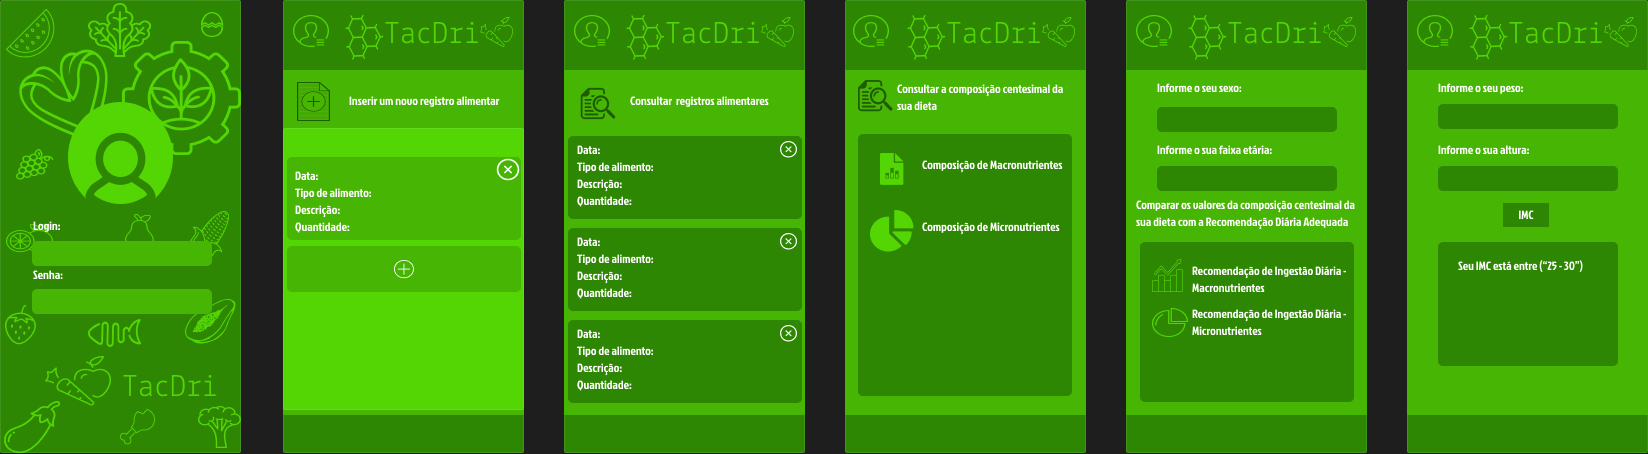 Login:
Senha:
TacDri
TacDri
Inserir um novo registro alimentar
Data:
Tipo de alimento:
Descrição:
Quantidade:
TacDri
Consultar registros alimentares
Data:
Tipo de alimento:
Descrição:
Quantidade:
Data:
Tipo de alimento:
Descrição:
Quantidade:
Data:
Tipo de alimento:
Descrição:
Quantidade:
TacDri
Consultar a composição centesimal da
sua dieta
Composição de Macronutrientes
Composição de Micronutrientes
TacDri
Informe o seu sexo:
Informe o sua faixa etária:
Comparar os valores da composição centesimal da
sua dieta com a Recomendação Diária Adequada
Recomendação de Ingestão Diária -
Macronutrientes
Recomendação de Ingestão Diária -
Micronutrientes
TacDri
Informe o seu peso:
Informe o sua altura:
IMC
Seu IMC está entre (“25 - 30”)